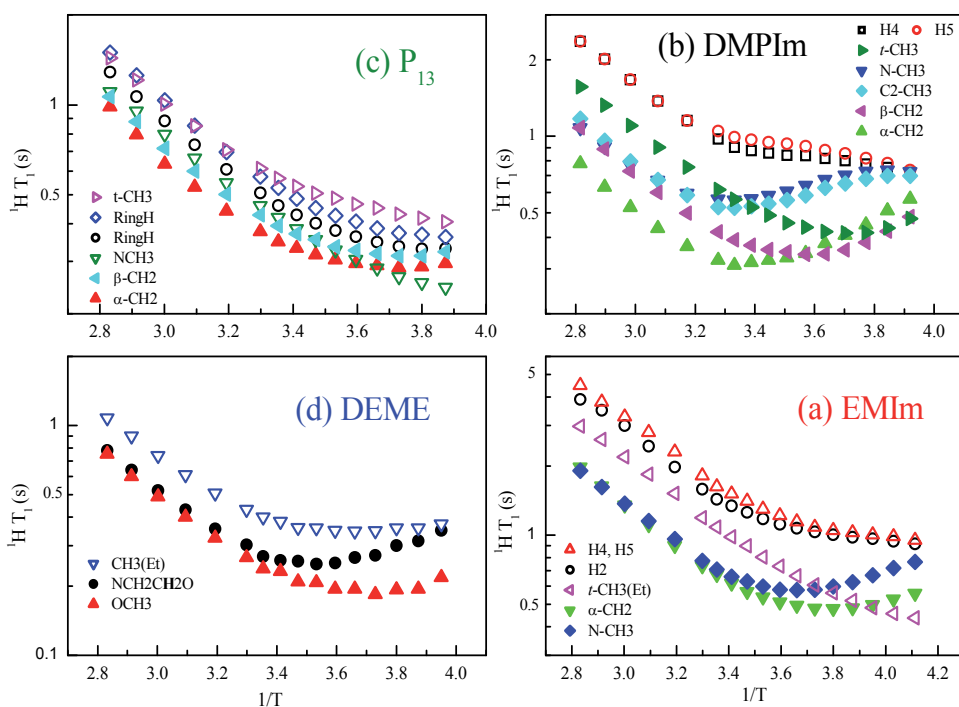 (c) P13
¹H T1 (s)
1
0.5
t-CH3
RingH
RingH
NCH3
β-CH2
α-CH2
2.8 3.0 3.2 3.4 3.6 3.8 4.0
(b) DMPIm
H4 H5
t-CH3
N-CH3
C2-CH3
β-CH2
α-CH2
¹H T1 (s)
2
1
0.5
2.8 3.0 3.2 3.4 3.6 3.8 4.0
(d) DEME
¹H T1 (s)
1
0.5
0.1
CH3(Et)
NCH2CH2O
OCH3
2.8 3.0 3.2 3.4 3.6 3.8 4.0
1/T
(a) EMIm
¹H T1 (s)
5
1
0.5
H4, H5
H2
t-CH3(Et)
α-CH2
N-CH3
2.8 3.0 3.2 3.4 3.6 3.8 4.0 4.2
1/T